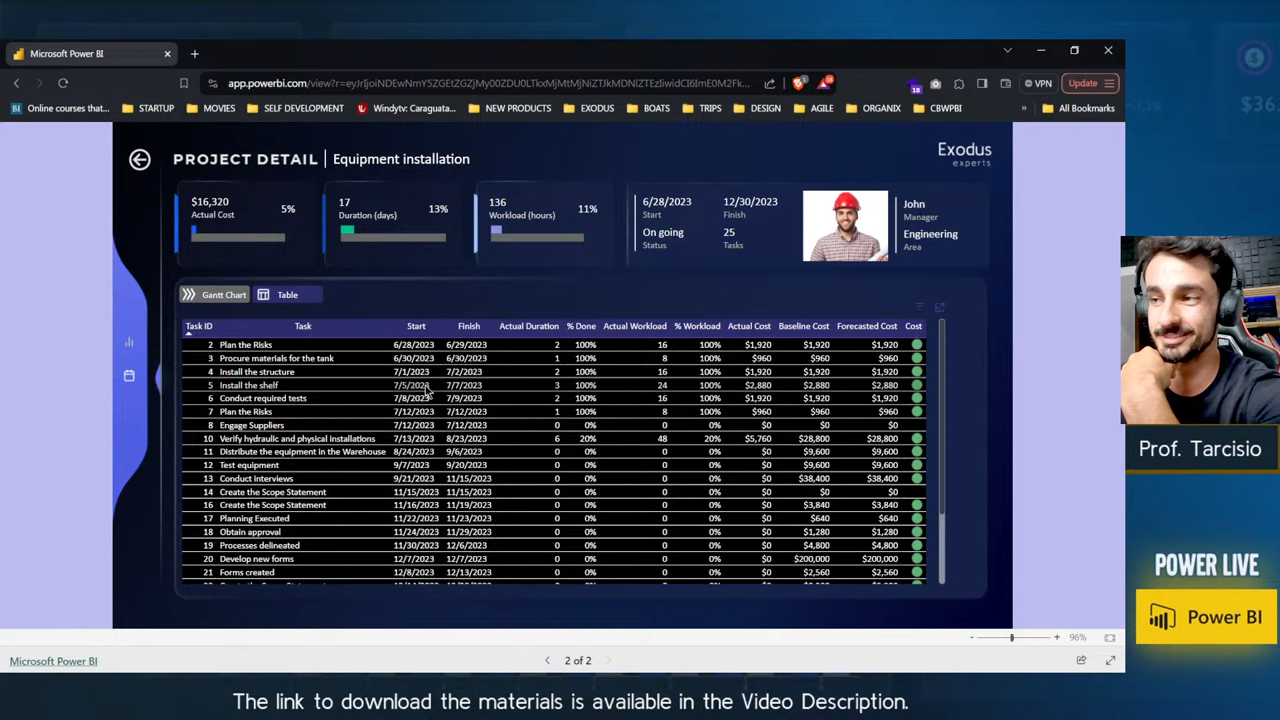 Microsoft Power BI
app.powerbi.com
VPN
Update
Online courses that...
STARTUP
MOVIES
SELF DEVELOPMENT
Windytv: Caraguata...
NEW PRODUCTS
EXODUS
BOATS
TRIPS
DESIGN
AGILE
ORGANIX
CBWPBI
»
All Bookmarks
PROJECT DETAIL | Equipment installation
Exodus
experts
$16,320
Actual Cost
5%
17
Duration (days)
13%
136
Workload (hours)
11%
6/28/2023
Start
12/30/2023
Finish
On going
Status
25
Tasks
John
Manager
Engineering
Area
Gantt Chart
Table
Task ID Task Start Finish Actual Duration % Done Actual Workload % Workload Actual Cost Baseline Cost Forecasted Cost Cost
2 Plan the Risks 6/28/2023 6/29/2023 2 100% 16 100% $1,920 $1,920 $1,920
3 Procure materials for the tank 6/30/2023 6/30/2023 1 100% 8 100% $960 $960 $960
4 Install the structure 7/1/2023 7/2/2023 2 100% 16 100% $1,920 $1,920 $1,920
5 Install the shelf 7/5/2023 7/7/2023 3 100% 24 100% $2,880 $2,880 $2,880
6 Conduct required tests 7/8/2023 7/9/2023 2 100% 16 100% $1,920 $1,920 $1,920
7 Plan the Risks 7/12/2023 7/12/2023 1 100% 8 100% $960 $960 $960
8 Engage Suppliers 7/12/2023 7/12/2023 0 0% 0 0% $0 $0 $0
10 Verify hydraulic and physical installations 7/13/2023 8/23/2023 6 20% 48 20% $5,760 $28,800 $28,800
11 Distribute the equipment in the Warehouse 8/24/2023 9/6/2023 0 0% 0 0% $0 $9,600 $9,600
12 Test equipment 9/7/2023 9/20/2023 0 0% 0 0% $0 $9,600 $9,600
13 Conduct interviews 9/21/2023 11/15/2023 0 0% 0 0% $0 $38,400 $38,400
14 Create the Scope Statement 11/15/2023 11/15/2023 0 0% 0 0% $0 $0 $0
16 Create the Scope Statement 11/16/2023 11/19/2023 0 0% 0 0% $0 $3,840 $3,840
17 Planning Executed 11/22/2023 11/23/2023 0 0% 0 0% $0 $640 $640
18 Obtain approval 11/24/2023 11/29/2023 0 0% 0 0% $0 $1,280 $1,280
19 Processes delineated 11/30/2023 12/6/2023 0 0% 0 0% $0 $4,800 $4,800
20 Develop new forms 12/7/2023 12/7/2023 0 0% 0 0% $0 $200,000 $200,000
21 Forms created 12/8/2023 12/13/2023 0 0% 0 0% $0 $2,560 $2,560
- + 96%
Microsoft Power BI
2 of 2
Prof. Tarcisio
POWER LIVE
Power BI
The link to download the materials is available in the Video Description.